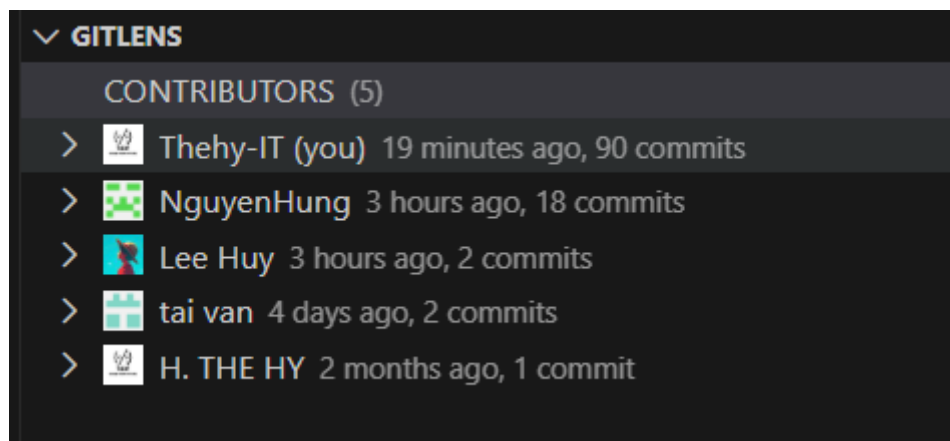 GITLENS
CONTRIBUTORS (5)
Thehy-IT (you) 19 minutes ago, 90 commits
NguyenHung 3 hours ago, 18 commits
Lee Huy 3 hours ago, 2 commits
tai van 4 days ago, 2 commits
H. THE HY 2 months ago, 1 commit